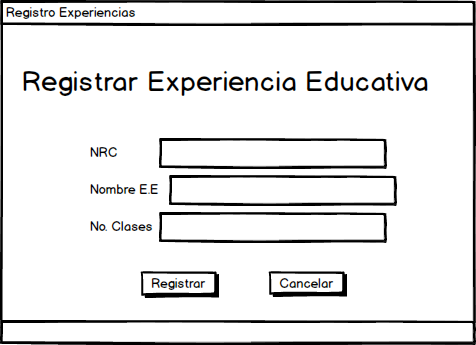 Registro Experiencias
Registrar Experiencia Educativa
NRC
Nombre E.E
No. Clases
Registrar Cancelar